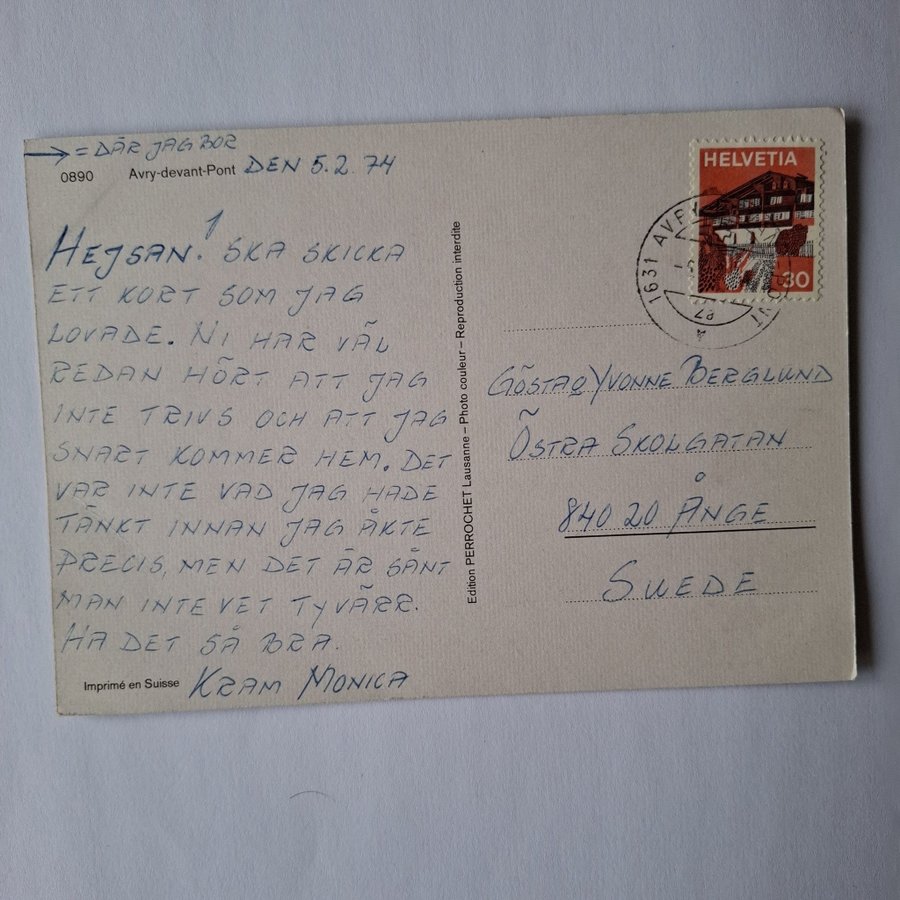 → = DÄR JAG BOR
0890 Avry-devant-Pont DEN 5.2.74
HEJSAN! SKA SKICKA
ETT KORT SOM JAG
LOVADE. NI HAR VÄL
REDAN HÖRT ATT JAG
INTE TRIVS OCH ATT JAG
SNART KOMMER HEM. DET
VAR INTE VAD JAG HADE
TÄNKT INNAN JAG ÅKTE
PRECIS, MEN DET ÄR SÅNT
MAN INTE VET TYVÄRR.
HA DET SÅ BRA.
Imprimé en Suisse KRAM MONICA
Edition PERROCHET Lausanne – Photo couleur – Reproduction interdite
HELVETIA
30
1631 AVRY
PONT
GÖSTA O YVONNE BERGLUND
ÖSTRA SKOLGATAN
840 20 ÅNGE
SWEDE